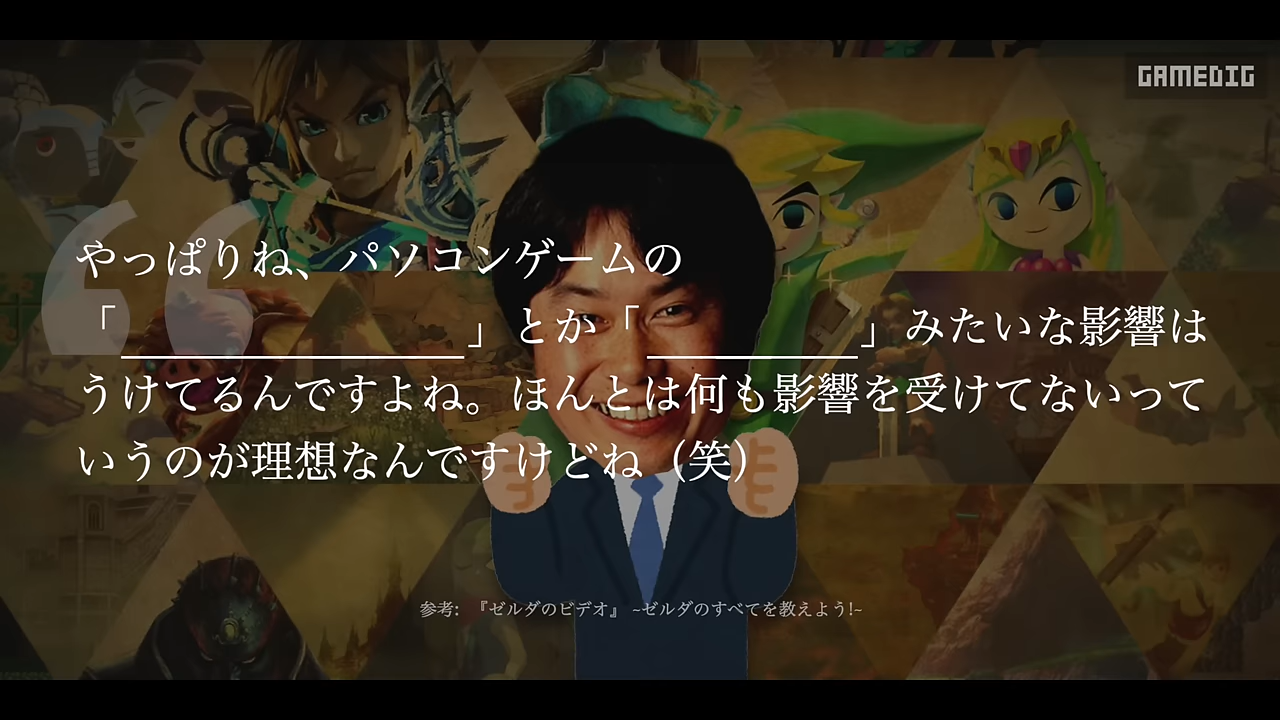 GAMEDIG
やっぱりね、パソコンゲームの
「＿＿＿＿＿＿＿＿」とか「＿＿＿＿＿」みたいな影響は
うけてるんですよね。ほんとは何も影響を受けてないって
いうのが理想なんですけどね（笑）
参考: 『ゼルダのビデオ』 ~ゼルダのすべてを教えよう!~